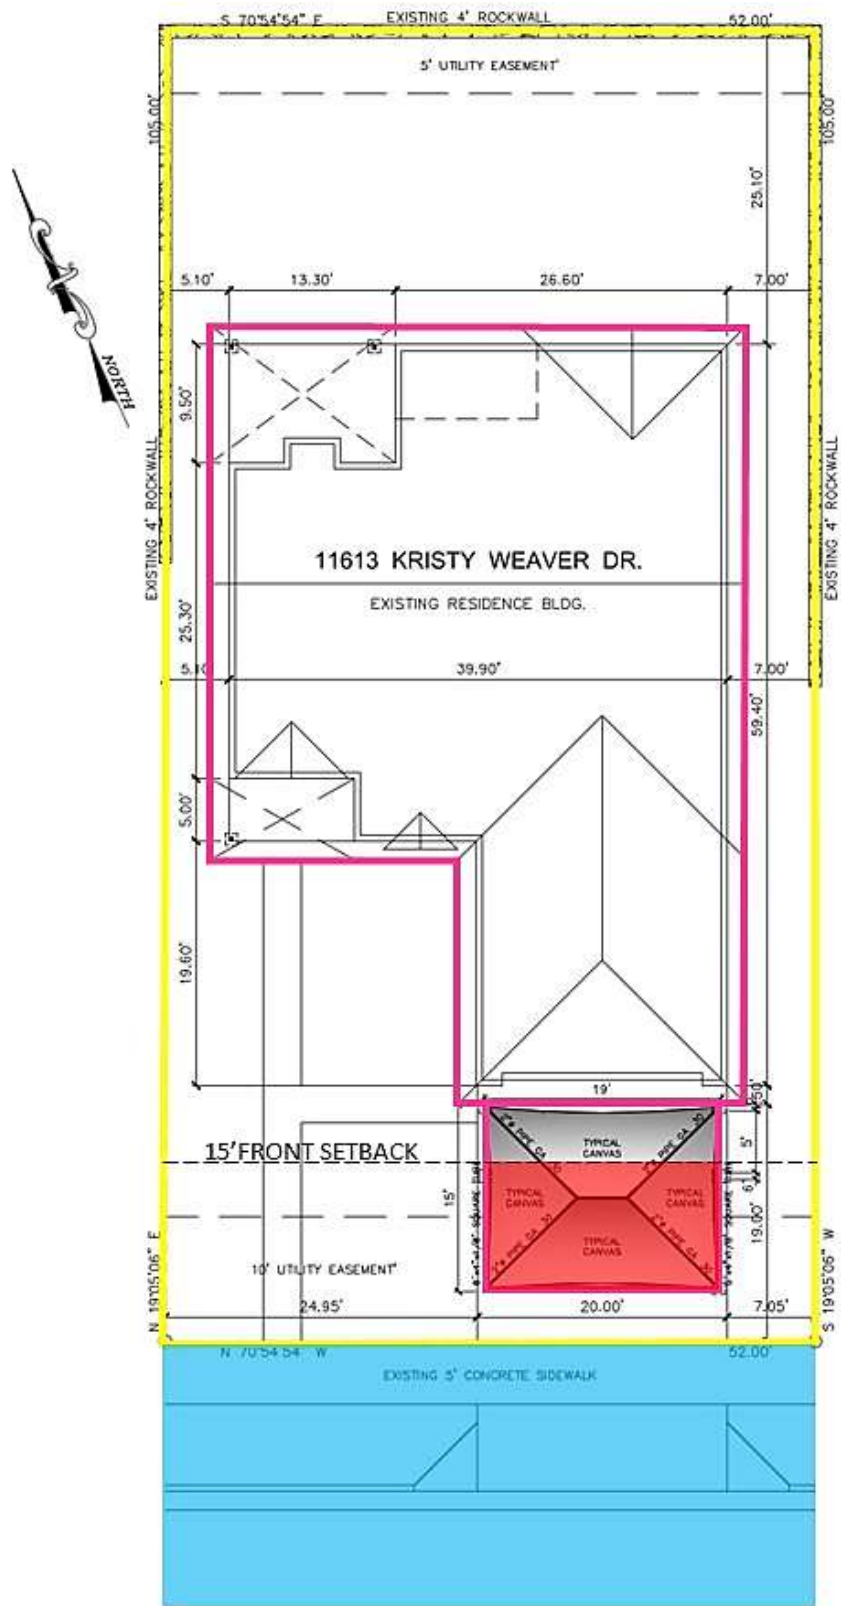 S 70°54'54" E
EXISTING 4' ROCKWALL
52.00'
5' UTILITY EASEMENT
105.00'
105.00'
25.10'
5.10'
13.30'
26.60'
7.00'
NORTH
9.50'
EXISTING 4' ROCKWALL
EXISTING 4' ROCKWALL
11613 KRISTY WEAVER DR.
EXISTING RESIDENCE BLDG.
25.30'
5.10
39.90'
7.00'
59.40'
5.00'
19.60'
19'
TYPICAL
CANVAS
5'
15' FRONT SETBACK
15'
TYPICAL
CANVAS
TYPICAL
CANVAS
6"
19.00'
TYPICAL
CANVAS
N 19°05'06" E
S 19°05'06" W
10' UTILITY EASEMENT
24.95'
20.00'
7.05'
N 70°54'54" W
52.00'
EXISTING 5' CONCRETE SIDEWALK